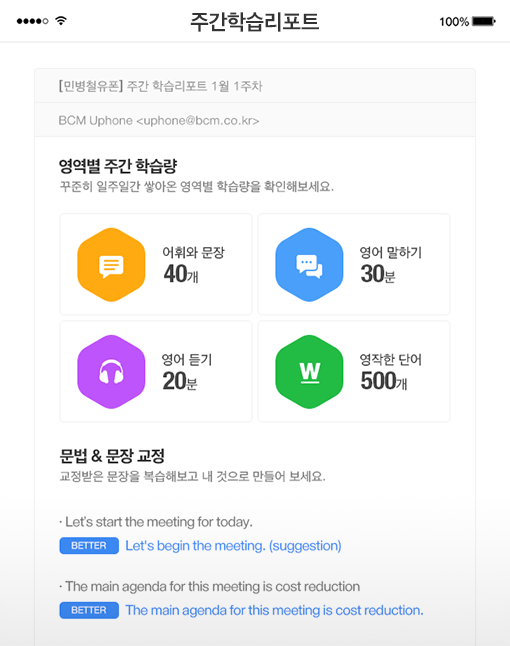 주간학습리포트
100%
[민병철유폰] 주간 학습리포트 1월 1주차
BCM Uphone <uphone@bcm.co.kr>
영역별 주간 학습량
꾸준히 일주일간 쌓아온 영역별 학습량을 확인해보세요.
어휘와 문장
40개
영어 말하기
30분
영어 듣기
20분
W
영작한 단어
500개
문법 & 문장 교정
교정받은 문장을 복습해보고 내 것으로 만들어 보세요.
· Let's start the meeting for today.
BETTER Let's begin the meeting. (suggestion)
· The main agenda for this meeting is cost reduction
BETTER The main agenda for this meeting is cost reduction.